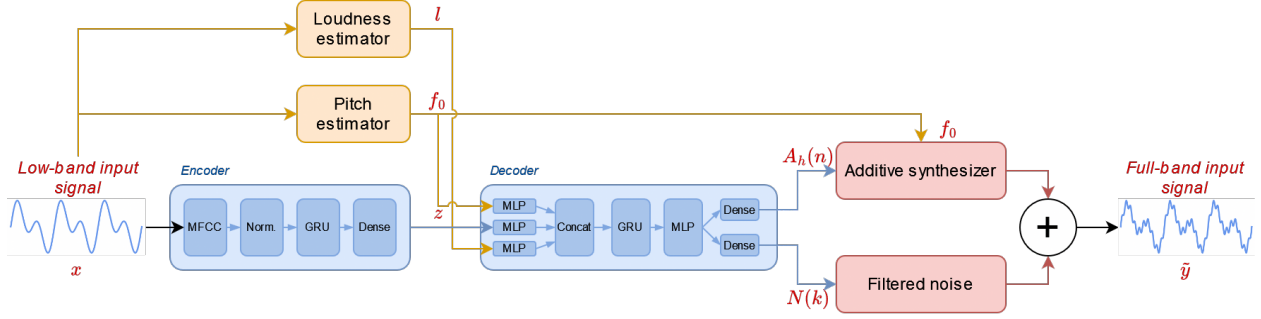 Loudness
estimator
l
Pitch
estimator
f₀
f₀
Low-band input
signal
x
Encoder
MFCC
Norm.
GRU
Dense
z
Decoder
MLP
MLP
MLP
Concat
GRU
MLP
Dense
Dense
A_h(n)
N(k)
Additive synthesizer
Filtered noise
+
Full-band input
signal
ỹ